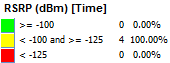 RSRP (dBm) [Time]
>= -100 0 0.00%
< -100 and >= -125 4 100.00%
< -125 0 0.00%